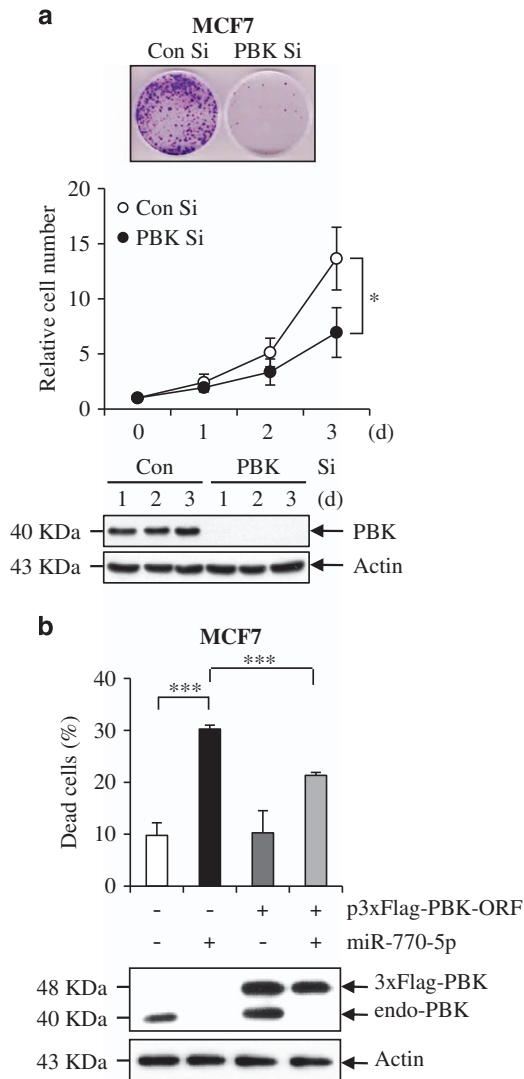 a
MCF7
Con Si PBK Si
20
15
10
5
0
Relative cell number
Con Si
PBK Si
*
0 1 2 3 (d)
Con PBK Si
1 2 3 1 2 3 (d)
40 KDa PBK
43 KDa Actin
b
MCF7
40
30
20
10
0
Dead cells (%)
*** ***
- - + + p3xFlag-PBK-ORF
- + - + miR-770-5p
48 KDa 3xFlag-PBK
40 KDa endo-PBK
43 KDa Actin